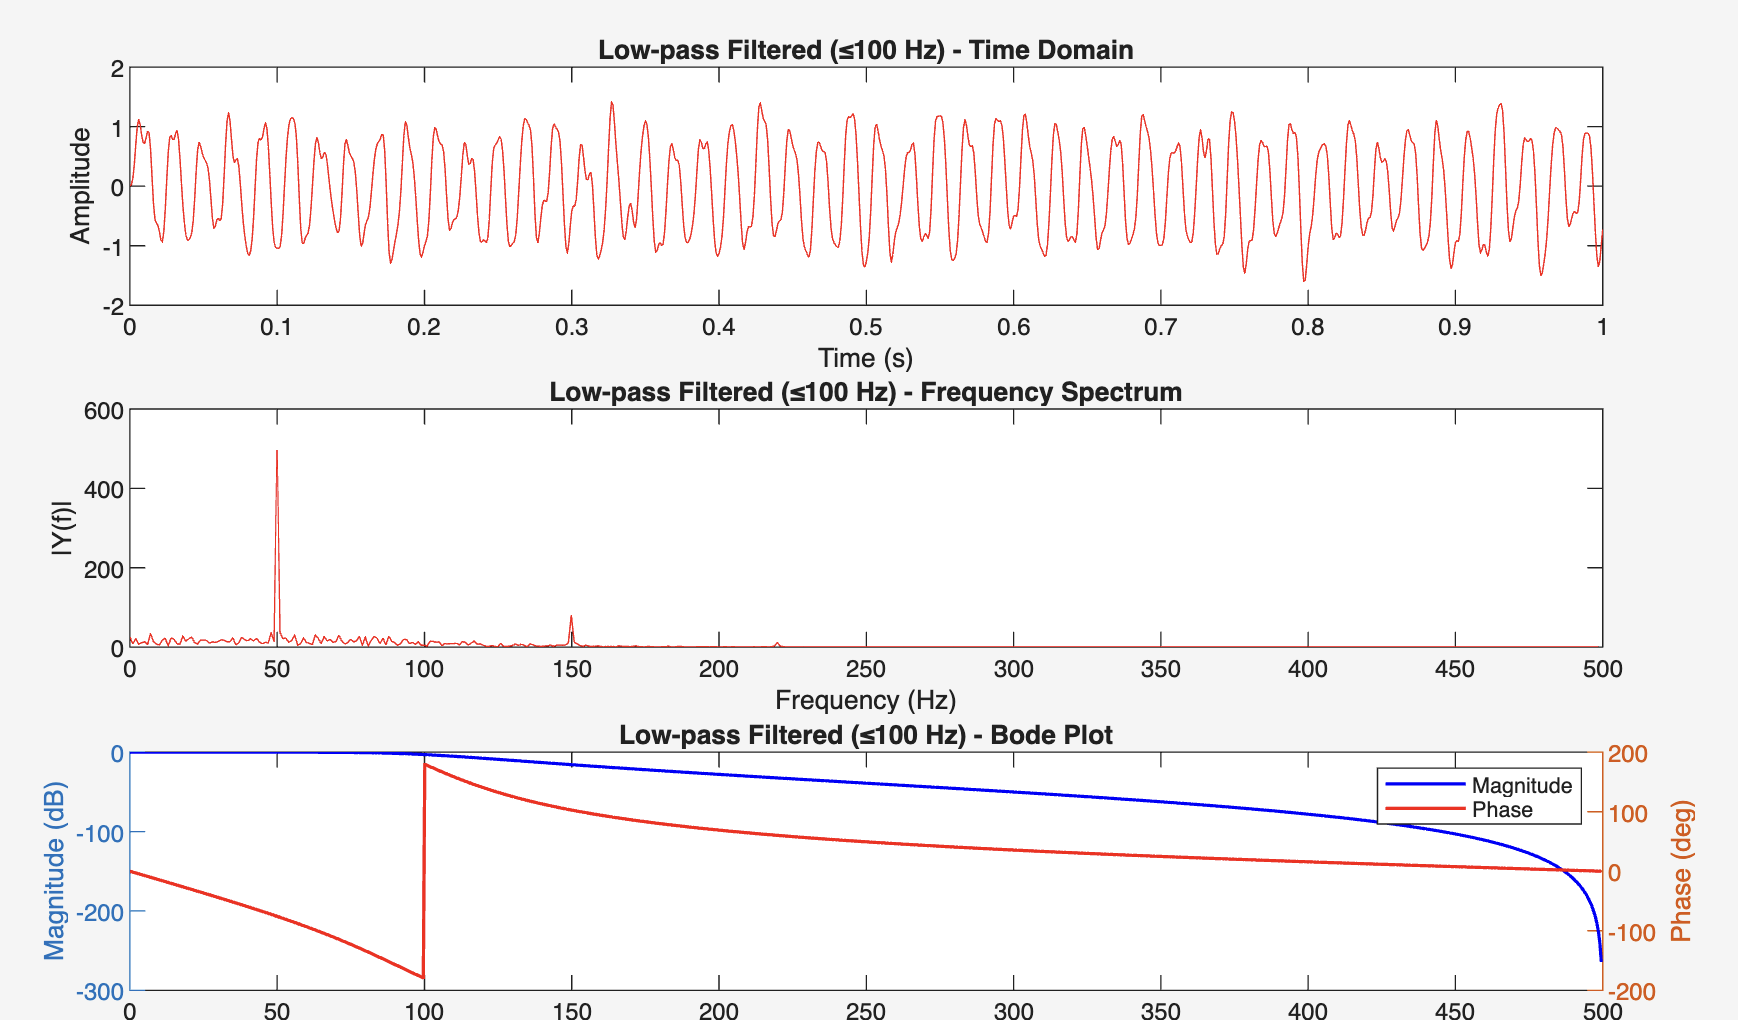 Low-pass Filtered (≤100 Hz) - Time Domain
2
1
0
-1
-2
Amplitude
0 0.1 0.2 0.3 0.4 0.5 0.6 0.7 0.8 0.9 1
Time (s)
Low-pass Filtered (≤100 Hz) - Frequency Spectrum
600
400
200
0
|Y(f)|
0 50 100 150 200 250 300 350 400 450 500
Frequency (Hz)
Low-pass Filtered (≤100 Hz) - Bode Plot
0
-100
-200
-300
Magnitude (dB)
Magnitude
Phase
200
100
0
-100
-200
Phase (deg)
0 50 100 150 200 250 300 350 400 450 500